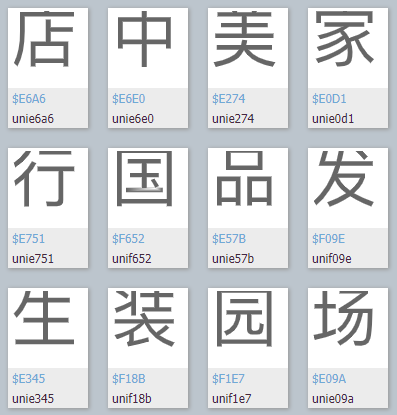 店 中 美 家
$E6A6 $E6E0 $E274 $E0D1
unie6a6 unie6e0 unie274 unie0d1
行 国 品 发
$E751 $F652 $E57B $F09E
unie751 unif652 unie57b unif09e
生 装 园 场
$E345 $F18B $F1E7 $E09A
unie345 unif18b unif1e7 unie09a